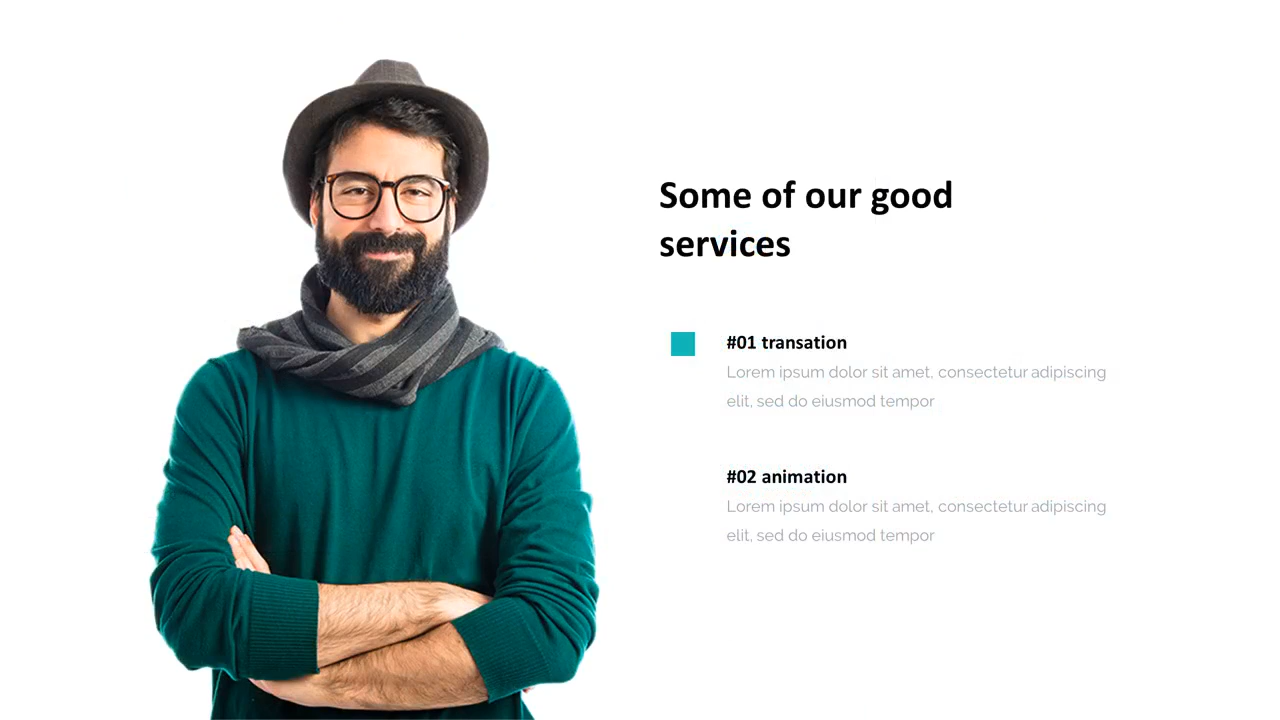 Some of our good
services
#01 transation
Lorem ipsum dolor sit amet, consectetur adipiscing
elit, sed do eiusmod tempor
#02 animation
Lorem ipsum dolor sit amet, consectetur adipiscing
elit, sed do eiusmod tempor